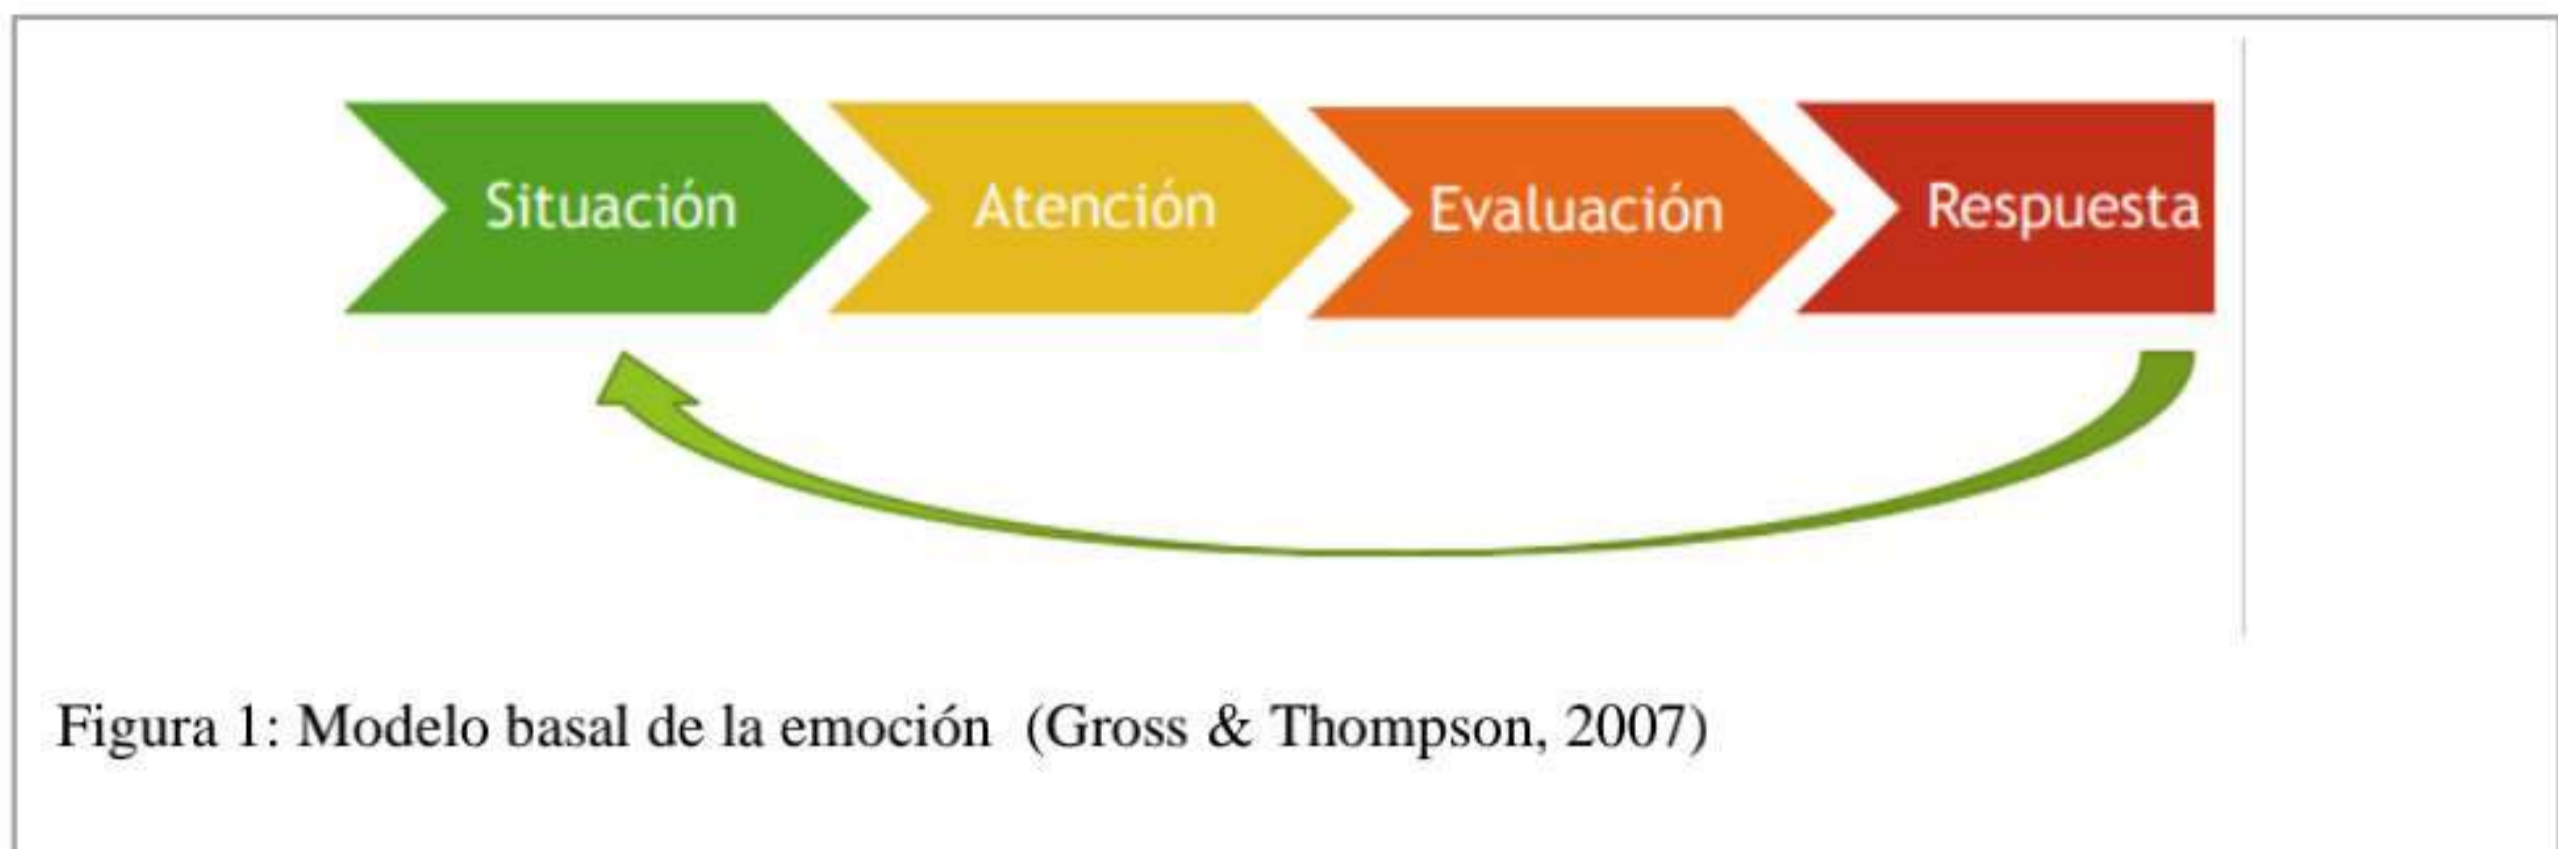 Situación
Atención
Evaluación
Respuesta
Figura 1: Modelo basal de la emoción  (Gross & Thompson, 2007)